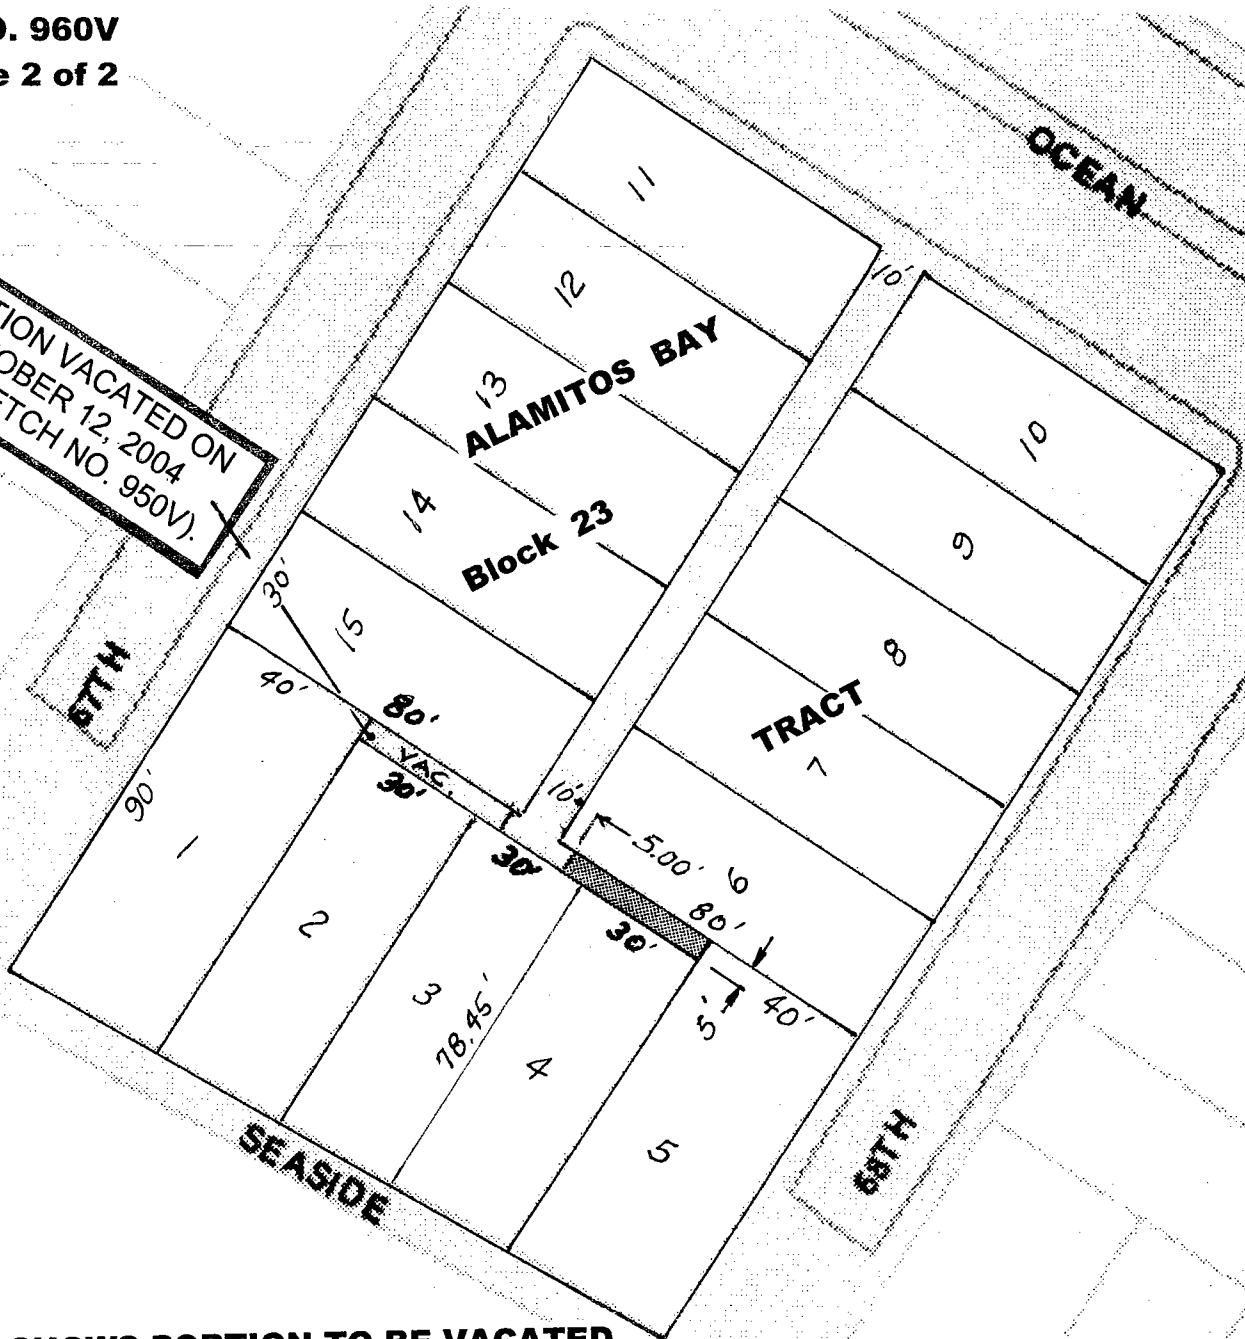 . 960V
e 2 of 2
OCEAN
11
10'
12
ALAMITOS BAY
13
TION VACATED ON
OBER 12, 2004
ETCH NO. 950V).
10
14
Block 23
9
30'
15
8
67TH
40'
80'
TRACT
VAC.
7
30'
90'
10'
1
5.00'
6
30'
80'
2
30'
3
78.45'
5'
40'
4
5
68TH
SEASIDE
SHOWS PORTION TO BE VACATED